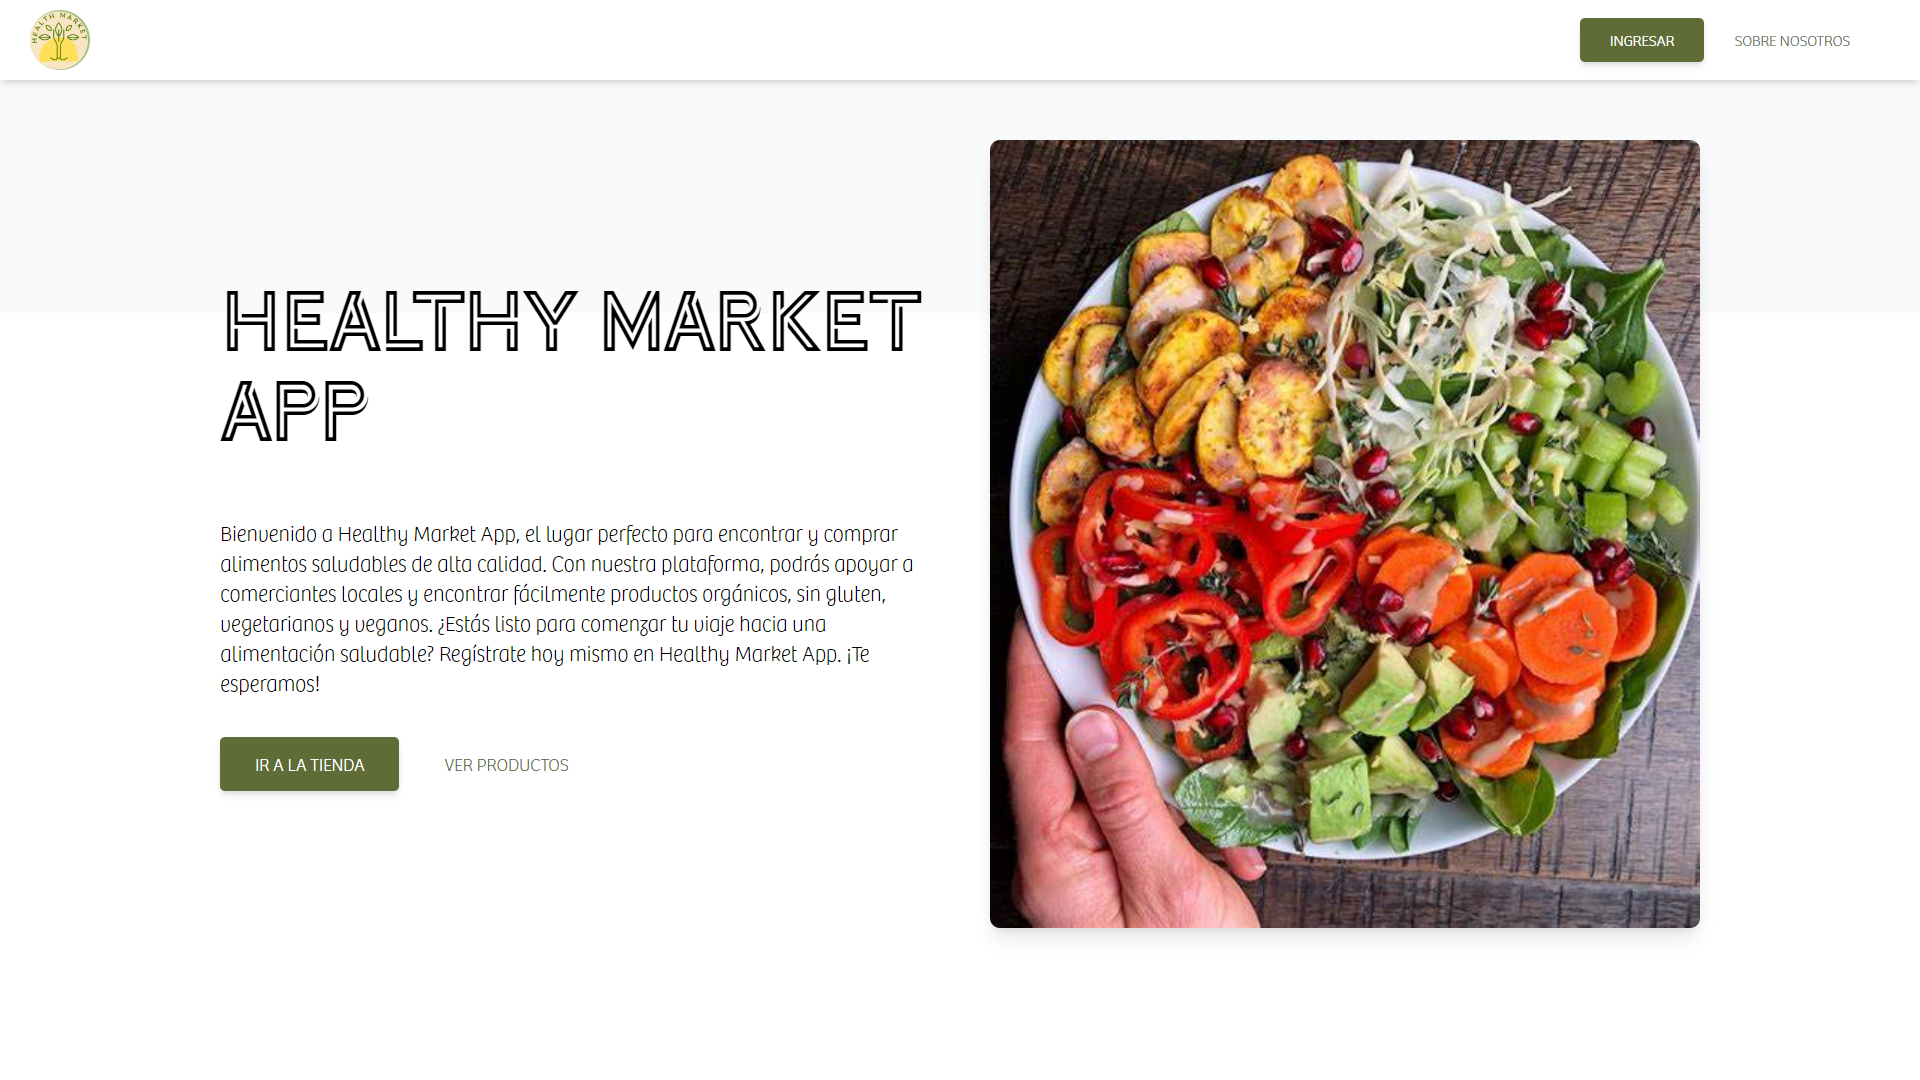 HEALTH MARKET
INGRESAR
SOBRE NOSOTROS
HEALTHY MARKET
APP
Bienvenido a Healthy Market App, el lugar perfecto para encontrar y comprar
alimentos saludables de alta calidad. Con nuestra plataforma, podrás apoyar a
comerciantes locales y encontrar fácilmente productos orgánicos, sin gluten,
vegetarianos y veganos. ¿Estás listo para comenzar tu viaje hacia una
alimentación saludable? Regístrate hoy mismo en Healthy Market App. ¡Te
esperamos!
IR A LA TIENDA
VER PRODUCTOS